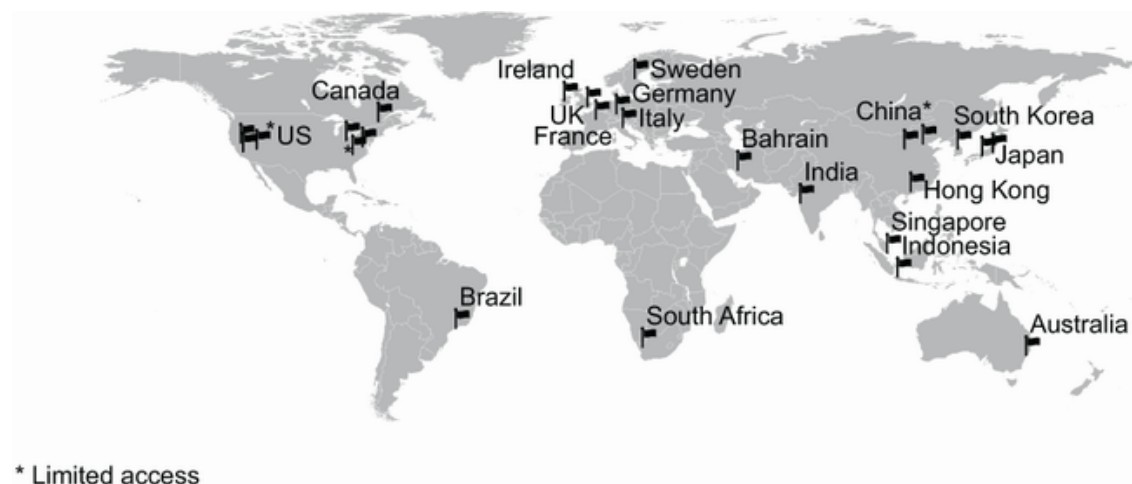 Ireland
Sweden
Canada
Germany
UK
Italy
France
China*
South Korea
* US
*
Bahrain
Japan
India
Hong Kong
Singapore
Indonesia
Brazil
South Africa
Australia
* Limited access